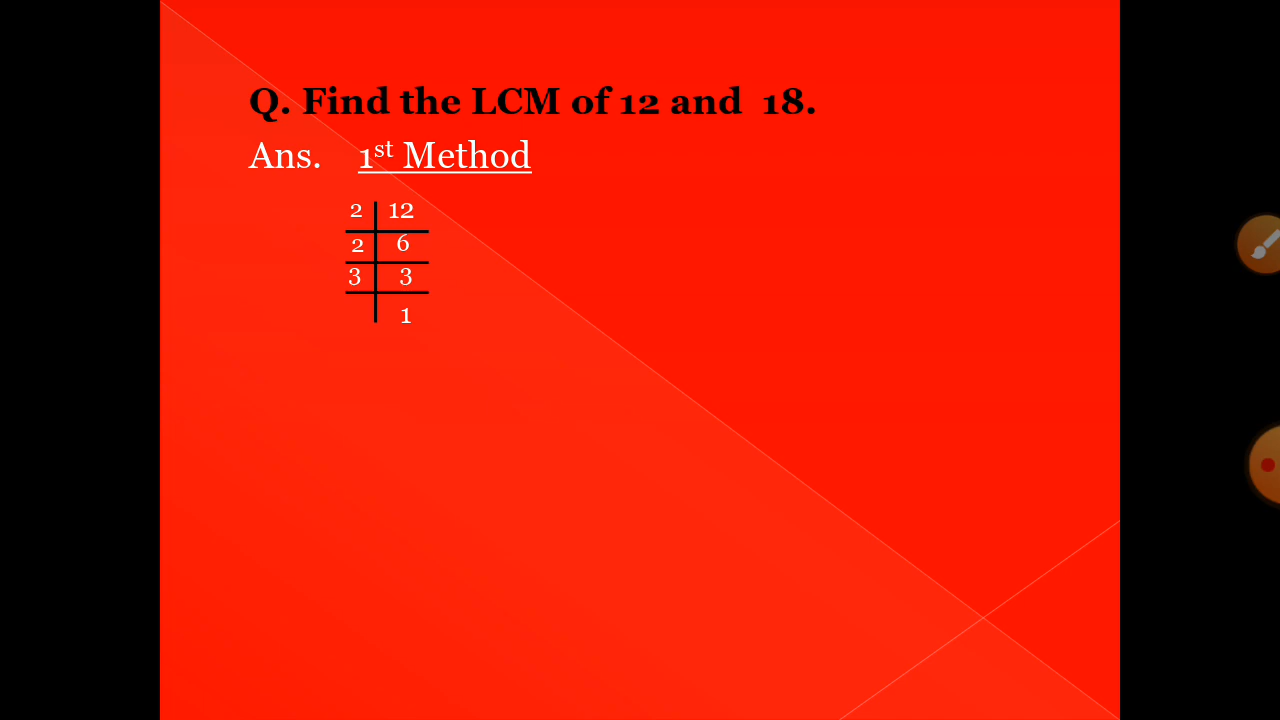 Q. Find the LCM of 12 and 18.
Ans. 1st Method
2 12
2 6
3 3
1